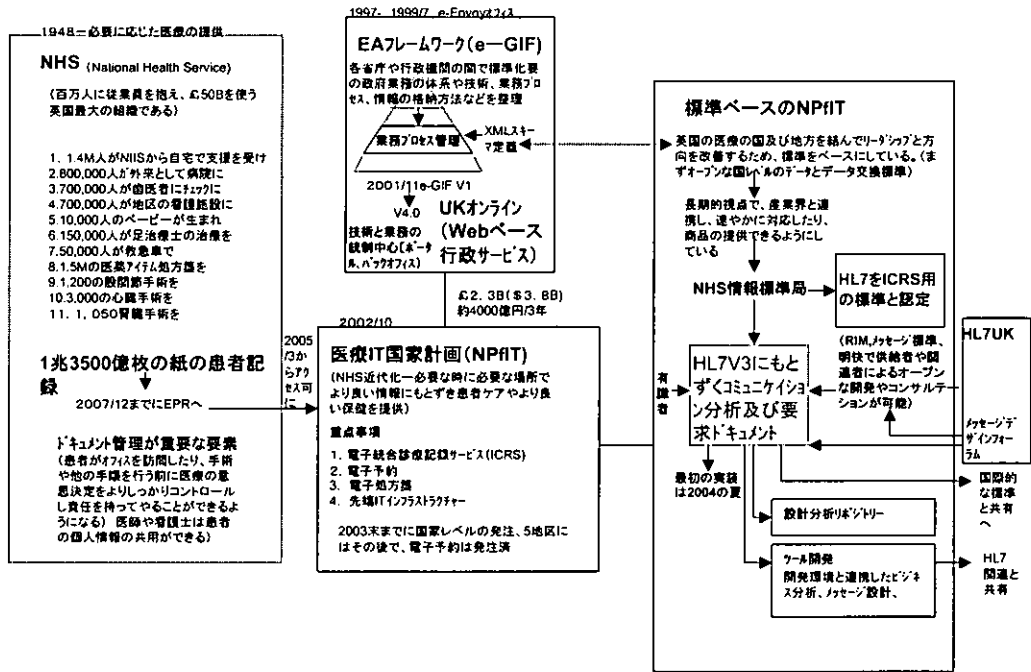 1948－必要に応じた医療の提供
NHS (National Health Service)
(百万人に従業員を抱え、£50Bを使う
英国最大の組織である)
1. 1.4M人がNIISから自宅で支援を受け
2.800,000人が外来として病院に
3.700,000人が歯医者にチェックに
4.700,000人が地区の看護施設に
5.10,000人のベービーが生まれ
6.150,000人が足治療士の治療を
7.50,000人が救急車で
8.1.5Mの医薬アイテム処方箋を
9.1,200の股関節手術を
10.3,000の心臓手術を
11. 1, 050腎臓手術を
1兆3500億枚の紙の患者記
録
2007/12までにEPRへ
ドキュメント管理が重要な要素
(患者がオフィスを訪問したり、手術
や他の手順を行う前に医療の意
思決定をよりしっかりコントロール
し責任を持ってやることができるよ
うになる) 医師や看護士は患者
の個人情報の共用ができる)
2005
/3か
らアク
セス可
に
1997- 1999/7 e-Envoyオフィス
EAフレームワーク(e－GIF)
各省庁や行政機関の間で標準化要
の政府業務の体系や技術、業務プロ
セス、情報の格納方法などを整理
業務プロセス管理
XMLスキー
マ定義
2001/11e-GIF V1
V4.0
技術と業務の
統制中心(ポータ
ル、バックオフィス)
UKオンライン
(Webベース
行政サービス)
£2. 3B($3. 8B)
約4000億円/3年
2002/10
医療IT国家計画(NPfIT)
(NHS近代化－必要な時に必要な場所で
より良い情報にもとずき患者ケアやより良
い保健を提供)
重点事項
1. 電子統合診療記録サービス(ICRS)
2. 電子予約
3. 電子処方箋
4. 先端ITインフラストラクチャー
2003末までに国家レベルの発注、5地区に
はその後で、電子予約は発注済
標準ベースのNPfIT
英国の医療の国及び地方を結んでリーダシップと方
向を改善するため、標準をベースにしている。(ま
ずオープンな国レベルのデータとデータ交換標準)
長期的視点で、産業界と連
携し、速やかに対応したり、
商品の提供できるようにし
ている
NHS情報標準局
HL7をICRS用
の標準と認定
(RIM,メッセージ標準、
明快で供給者や関
連者によるオープン
な開発やコンサルテ
ーションが可能)
有
識
者
HL7V3にもと
ずくコミュニケイショ
ン分析及び要
求ドキュメント
最初の実装
は2004の夏
設計分析リポジトリー
ツール開発
開発環境と連携したビジネ
ス分析、メッセージ設計、
HL7UK
メッセージデ
ザインフォー
ラム
国際的
な標準
と共有
へ
HL7
関連と
共有